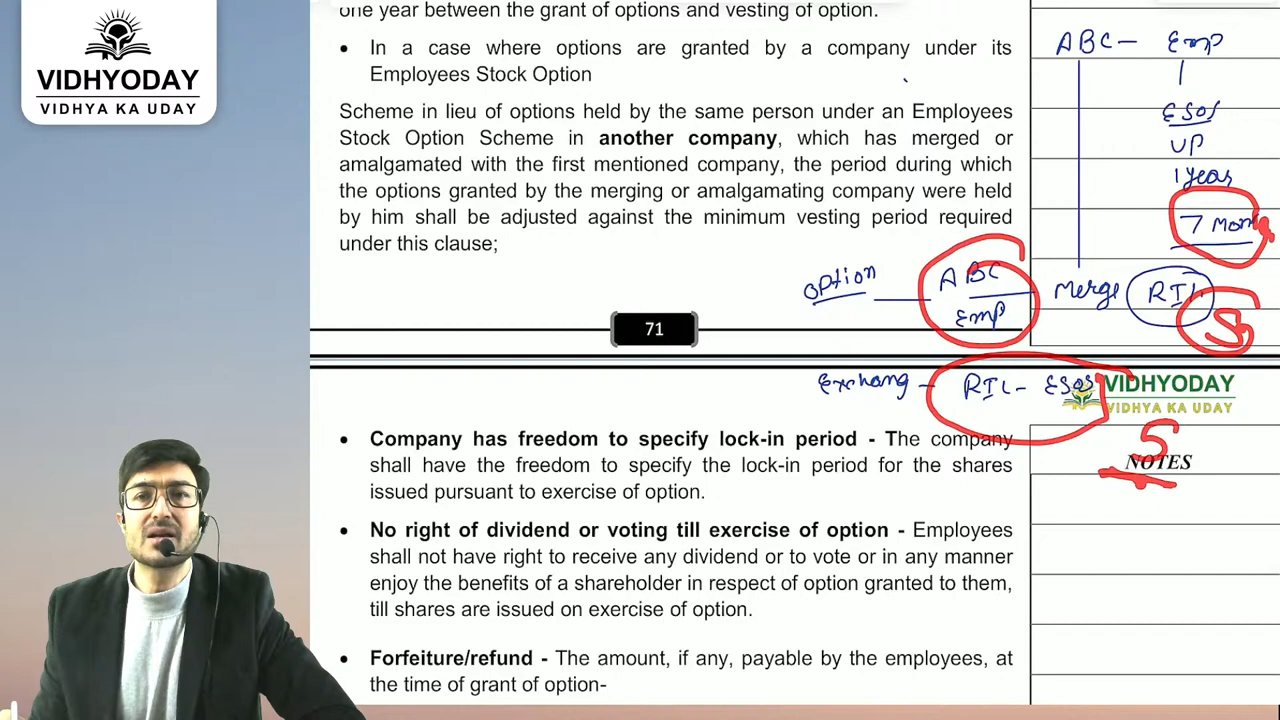 VIDHYODAY
VIDHYA KA UDAY
one year between the grant of options and vesting of option.
• In a case where options are granted by a company under its
Employees Stock Option
Scheme in lieu of options held by the same person under an Employees
Stock Option Scheme in another company, which has merged or
amalgamated with the first mentioned company, the period during which
the options granted by the merging or amalgamating company were held
by him shall be adjusted against the minimum vesting period required
under this clause;
ABC - Emp
ESOS
VP
1 year
7 Mon
Option ABC Merge RIL
Emp
5
71
Exchang - RIL - ESOS
VIDHYODAY
VIDHYA KA UDAY
5
NOTES
• Company has freedom to specify lock-in period - The company
shall have the freedom to specify the lock-in period for the shares
issued pursuant to exercise of option.
• No right of dividend or voting till exercise of option - Employees
shall not have right to receive any dividend or to vote or in any manner
enjoy the benefits of a shareholder in respect of option granted to them,
till shares are issued on exercise of option.
• Forfeiture/refund - The amount, if any, payable by the employees, at
the time of grant of option-